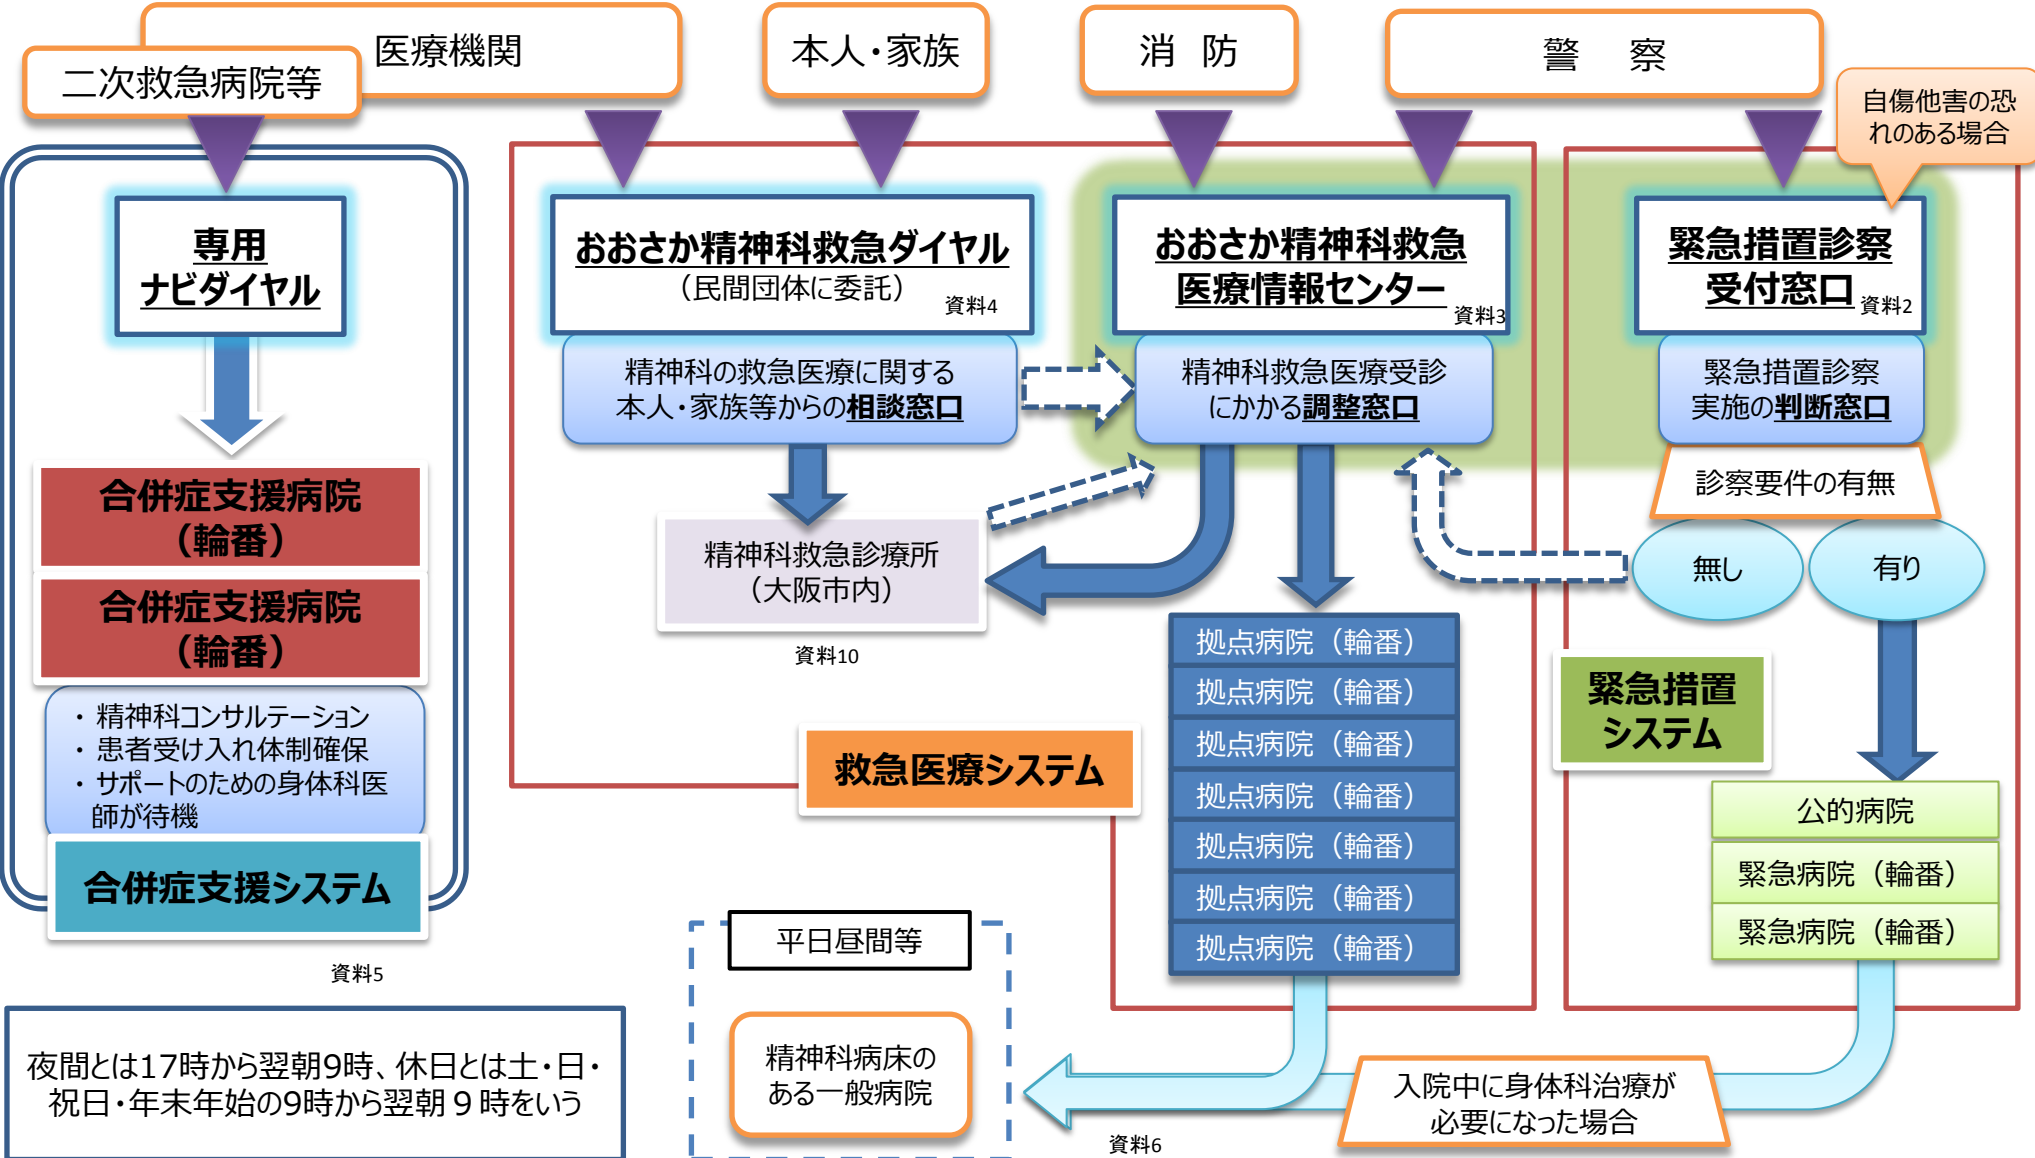 医療機関
二次救急病院等
本人・家族
消 防
警 察
自傷他害の恐
れのある場合
専用
ナビダイヤル
合併症支援病院
（輪番）
合併症支援病院
（輪番）
・ 精神科コンサルテーション
・ 患者受け入れ体制確保
・ サポートのための身体科医
師が待機
合併症支援システム
資料5
おおさか精神科救急ダイヤル
（民間団体に委託）
資料4
精神科の救急医療に関する
本人・家族等からの相談窓口
おおさか精神科救急
医療情報センター
資料3
精神科救急医療受診
にかかる調整窓口
精神科救急診療所
（大阪市内）
資料10
救急医療システム
拠点病院（輪番）
拠点病院（輪番）
拠点病院（輪番）
拠点病院（輪番）
拠点病院（輪番）
拠点病院（輪番）
拠点病院（輪番）
緊急措置診察
受付窓口
資料2
緊急措置診察
実施の判断窓口
診察要件の有無
無し
有り
緊急措置
システム
公的病院
緊急病院（輪番）
緊急病院（輪番）
平日昼間等
精神科病床の
ある一般病院
資料6
入院中に身体科治療が
必要になった場合
夜間とは17時から翌朝9時、休日とは土・日・
祝日・年末年始の9時から翌朝９時をいう